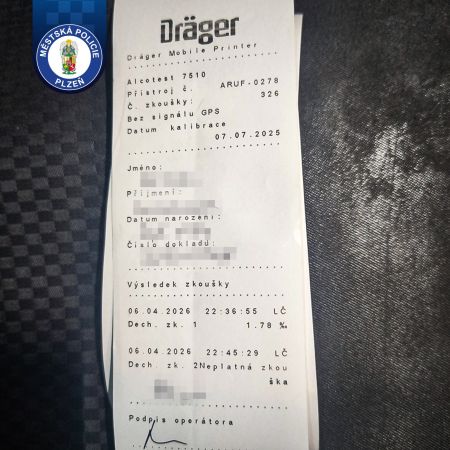 MĚSTSKÁ POLICIE
PLZEŇ
Dräger
Dräger Mobile Printer
Alcotest 7510
Přístroj č. ARUF-0278
Č. zkoušky: 326
Bez signálu GPS
Datum kalibrace
07.07.2025
Jméno:
Příjmení:
Datum narození:
Číslo dokladu:
Výsledek zkoušky
06.04.2026 22:36:55 LČ
Dech. zk. 1 1.78 ‰
06.04.2026 22:45:29 LČ
Dech. zk. 2Neplatná zkou
ška
Podpis operátora